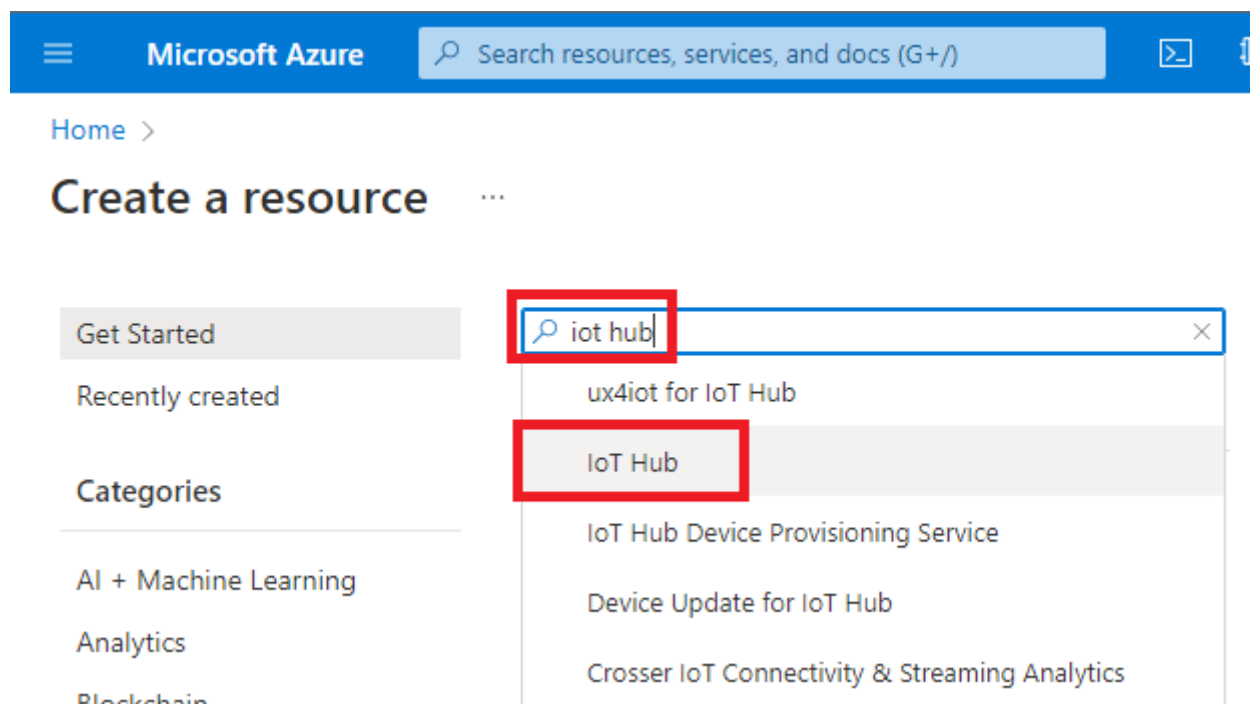 Microsoft Azure
Search resources, services, and docs (G+/)
Home >
Create a resource ...
Get Started
Recently created
Categories
AI + Machine Learning
Analytics
Blockchain
iot hub
ux4iot for IoT Hub
IoT Hub
IoT Hub Device Provisioning Service
Device Update for IoT Hub
Crosser IoT Connectivity & Streaming Analytics